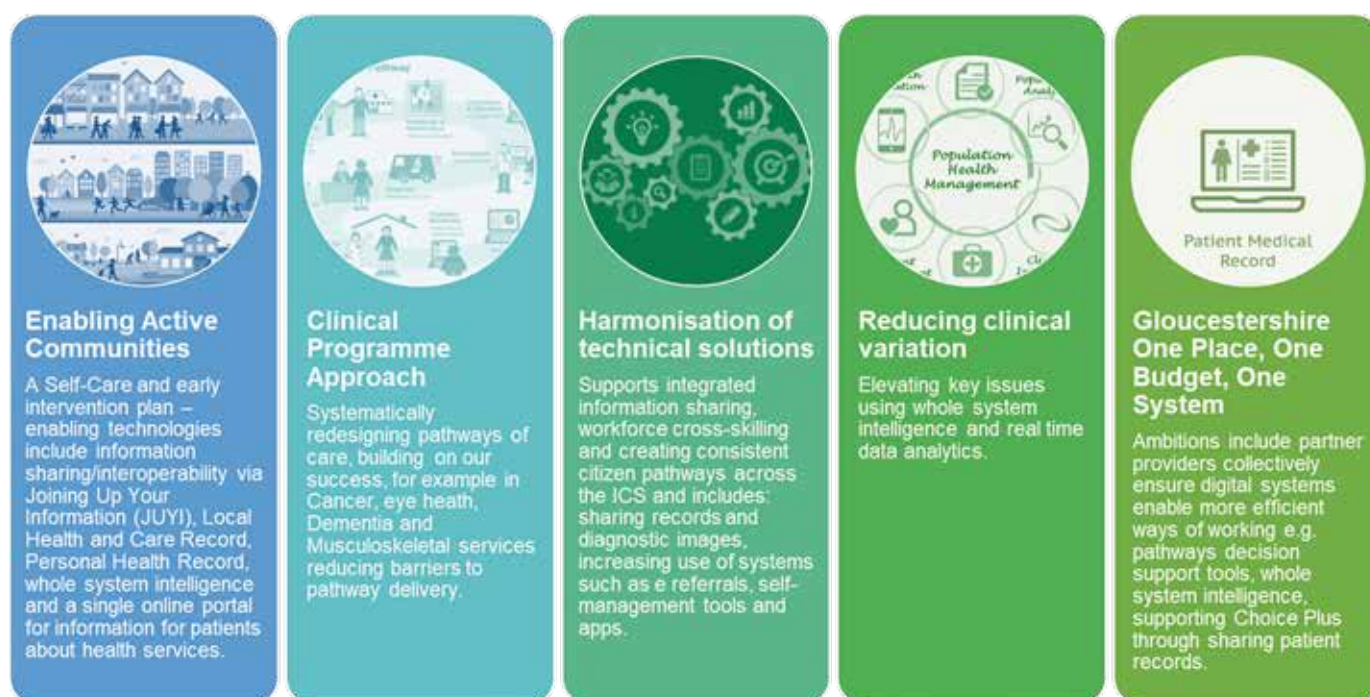 Enabling Active
Communities
A Self-Care and early
intervention plan –
enabling technologies
include information
sharing/interoperability via
Joining Up Your
Information (JUYI), Local
Health and Care Record,
Personal Health Record,
whole system intelligence
and a single online portal
for information for patients
about health services.
Clinical
Programme
Approach
Systematically
redesigning pathways of
care, building on our
success, for example in
Cancer, eye heath,
Dementia and
Musculoskeletal services
reducing barriers to
pathway delivery.
Harmonisation of
technical solutions
Supports integrated
information sharing,
workforce cross-skilling
and creating consistent
citizen pathways across
the ICS and includes:
sharing records and
diagnostic images,
increasing use of systems
such as e referrals, self-
management tools and
apps.
Population
Health
Management
Reducing clinical
variation
Elevating key issues
using whole system
intelligence and real time
data analytics.
Patient Medical
Record
Gloucestershire
One Place, One
Budget, One
System
Ambitions include partner
providers collectively
ensure digital systems
enable more efficient
ways of working e.g.
pathways decision
support tools, whole
system intelligence,
supporting Choice Plus
through sharing patient
records.